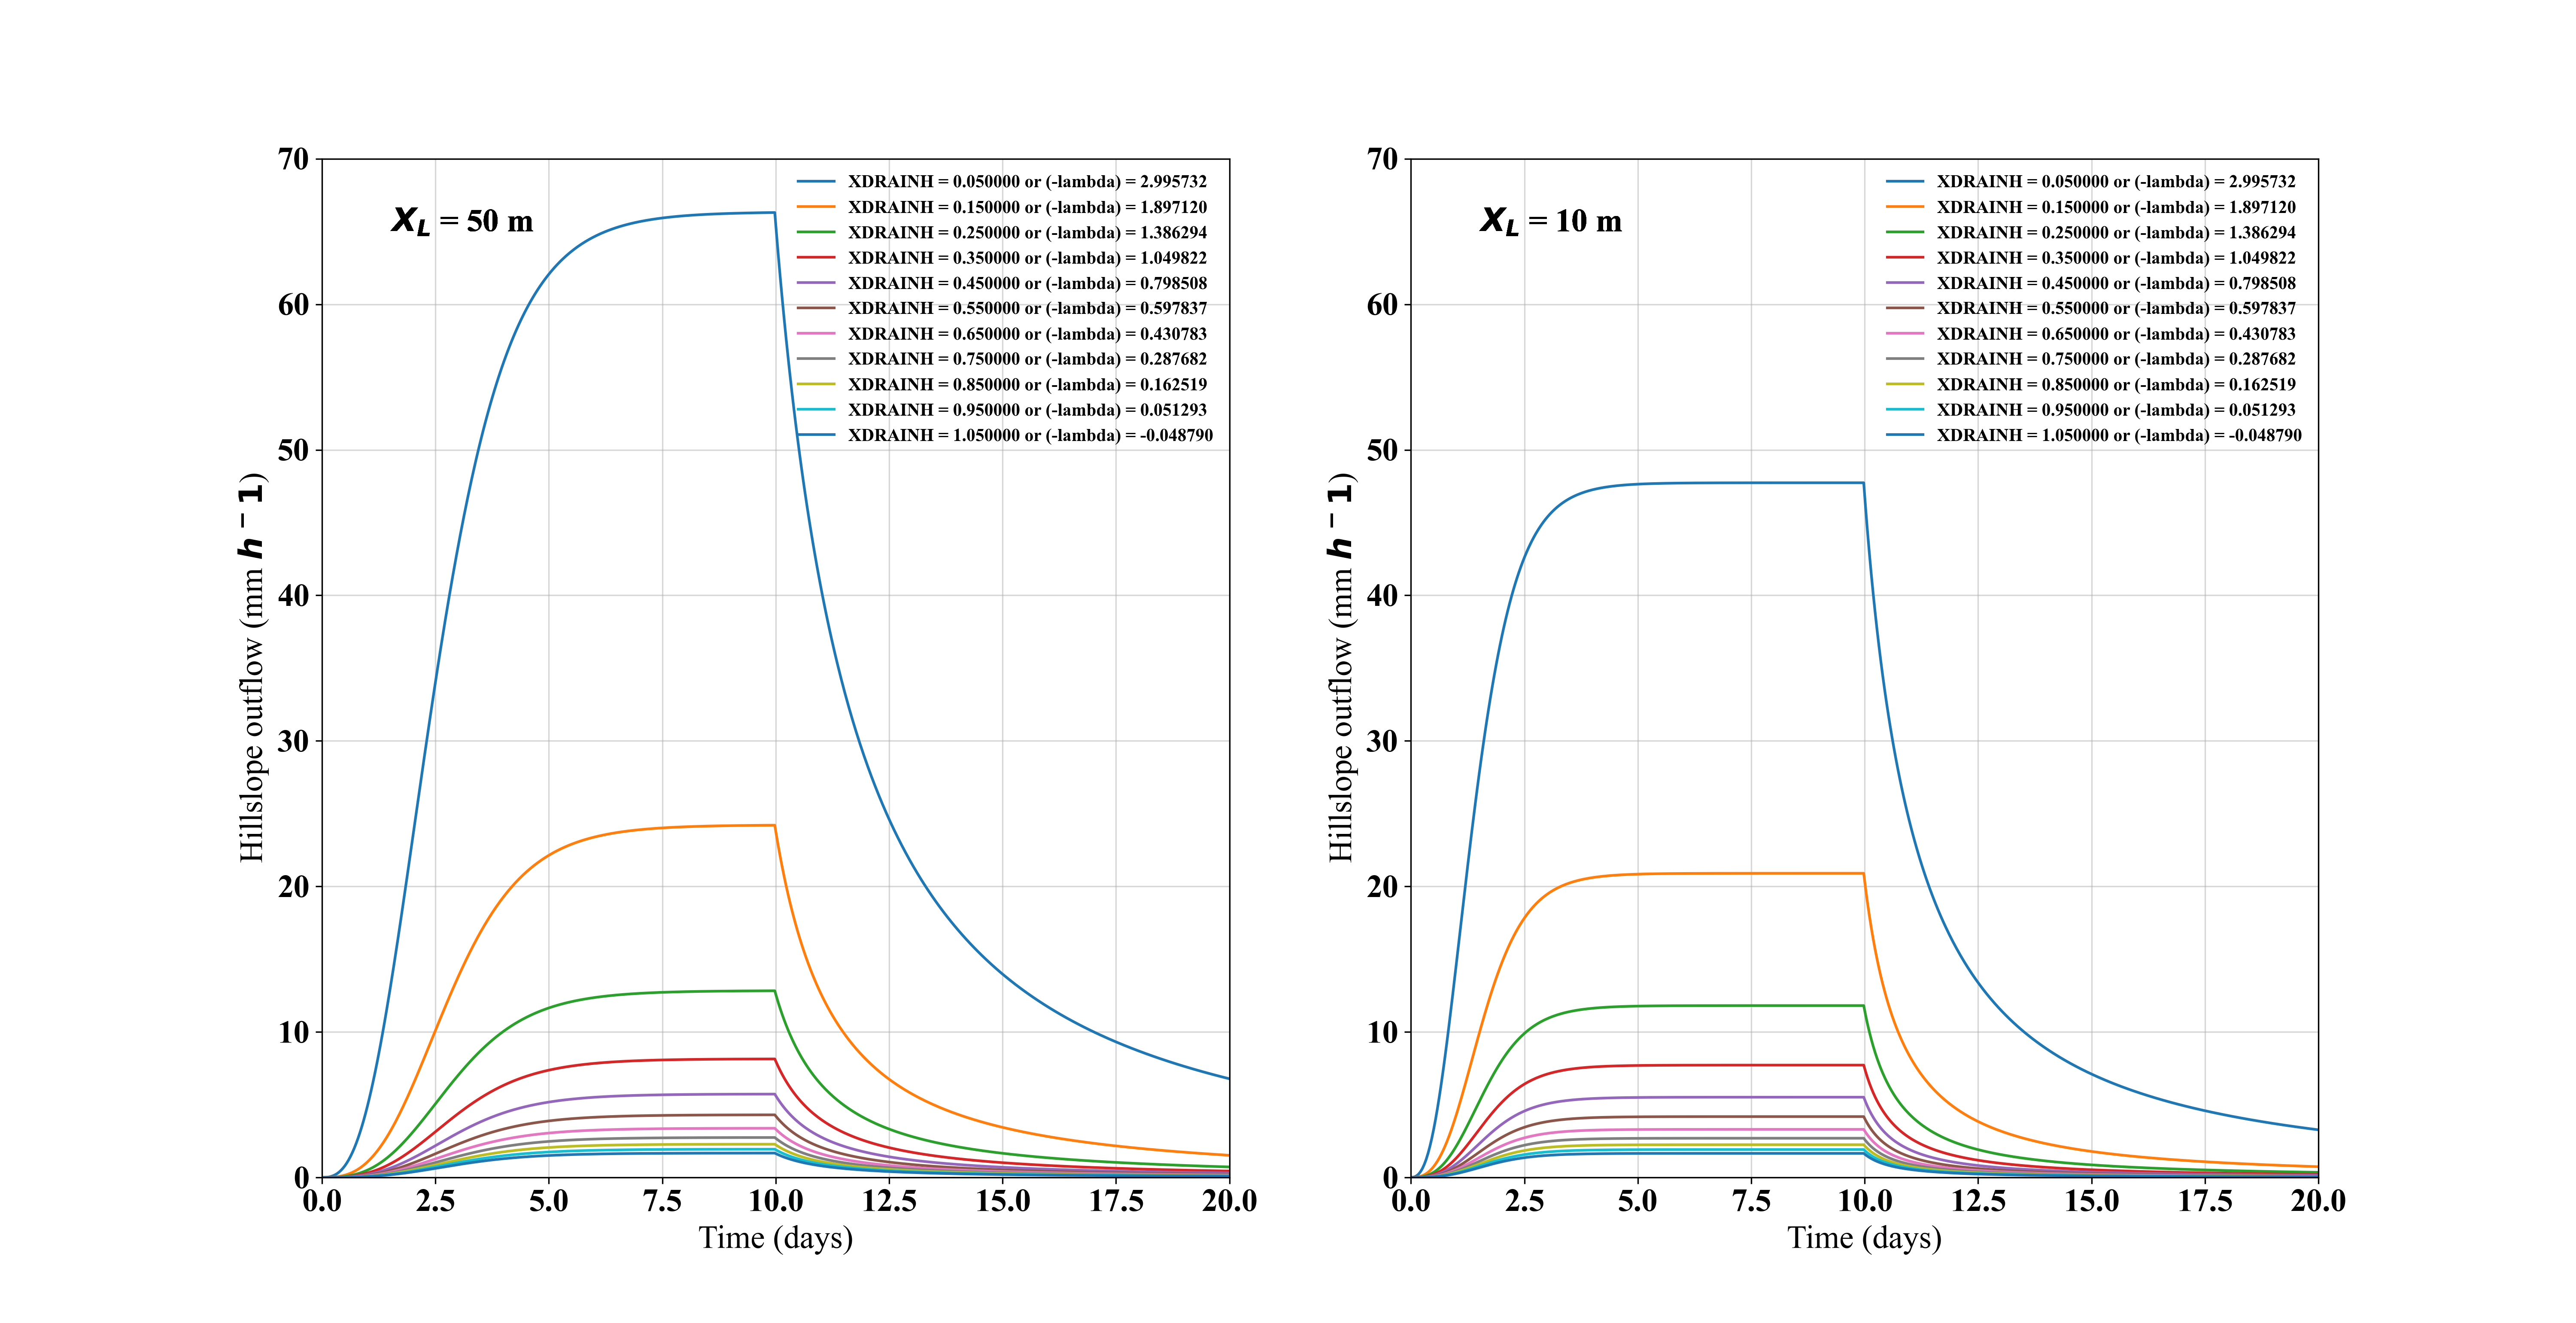 70
60
50
40
30
20
10
0
Hillslope outflow (mm h ⁻ 1)
X_L = 50 m
XDRAINH = 0.050000 or (-lambda) = 2.995732
XDRAINH = 0.150000 or (-lambda) = 1.897120
XDRAINH = 0.250000 or (-lambda) = 1.386294
XDRAINH = 0.350000 or (-lambda) = 1.049822
XDRAINH = 0.450000 or (-lambda) = 0.798508
XDRAINH = 0.550000 or (-lambda) = 0.597837
XDRAINH = 0.650000 or (-lambda) = 0.430783
XDRAINH = 0.750000 or (-lambda) = 0.287682
XDRAINH = 0.850000 or (-lambda) = 0.162519
XDRAINH = 0.950000 or (-lambda) = 0.051293
XDRAINH = 1.050000 or (-lambda) = -0.048790
0.0 2.5 5.0 7.5 10.0 12.5 15.0 17.5 20.0
Time (days)
70
60
50
40
30
20
10
0
Hillslope outflow (mm h ⁻ 1)
X_L = 10 m
XDRAINH = 0.050000 or (-lambda) = 2.995732
XDRAINH = 0.150000 or (-lambda) = 1.897120
XDRAINH = 0.250000 or (-lambda) = 1.386294
XDRAINH = 0.350000 or (-lambda) = 1.049822
XDRAINH = 0.450000 or (-lambda) = 0.798508
XDRAINH = 0.550000 or (-lambda) = 0.597837
XDRAINH = 0.650000 or (-lambda) = 0.430783
XDRAINH = 0.750000 or (-lambda) = 0.287682
XDRAINH = 0.850000 or (-lambda) = 0.162519
XDRAINH = 0.950000 or (-lambda) = 0.051293
XDRAINH = 1.050000 or (-lambda) = -0.048790
0.0 2.5 5.0 7.5 10.0 12.5 15.0 17.5 20.0
Time (days)